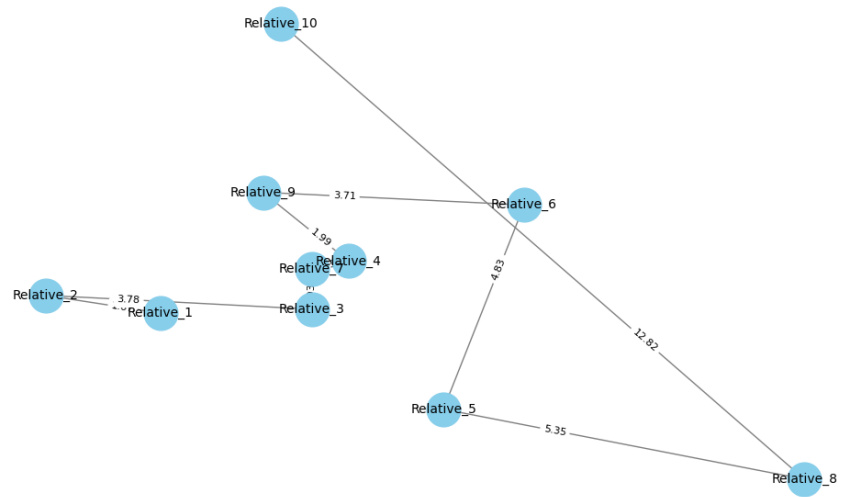 Relative_10
Relative_9
3.71
Relative_6
1.99
Relative_4
Relative_7
4.83
Relative_2
3.78
Relative_1
Relative_3
12.82
Relative_5
5.35
Relative_8